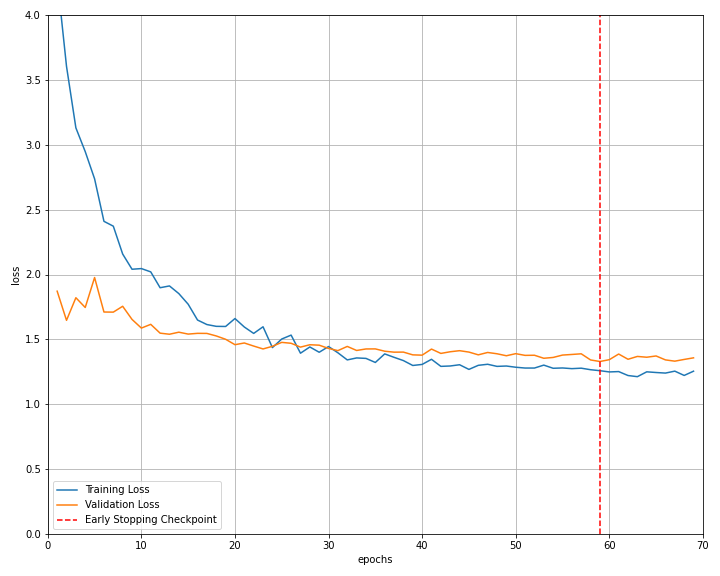 4.0
3.5
3.0
2.5
2.0
1.5
1.0
0.5
0.0
loss
Training Loss
Validation Loss
Early Stopping Checkpoint
0 10 20 30 40 50 60 70
epochs